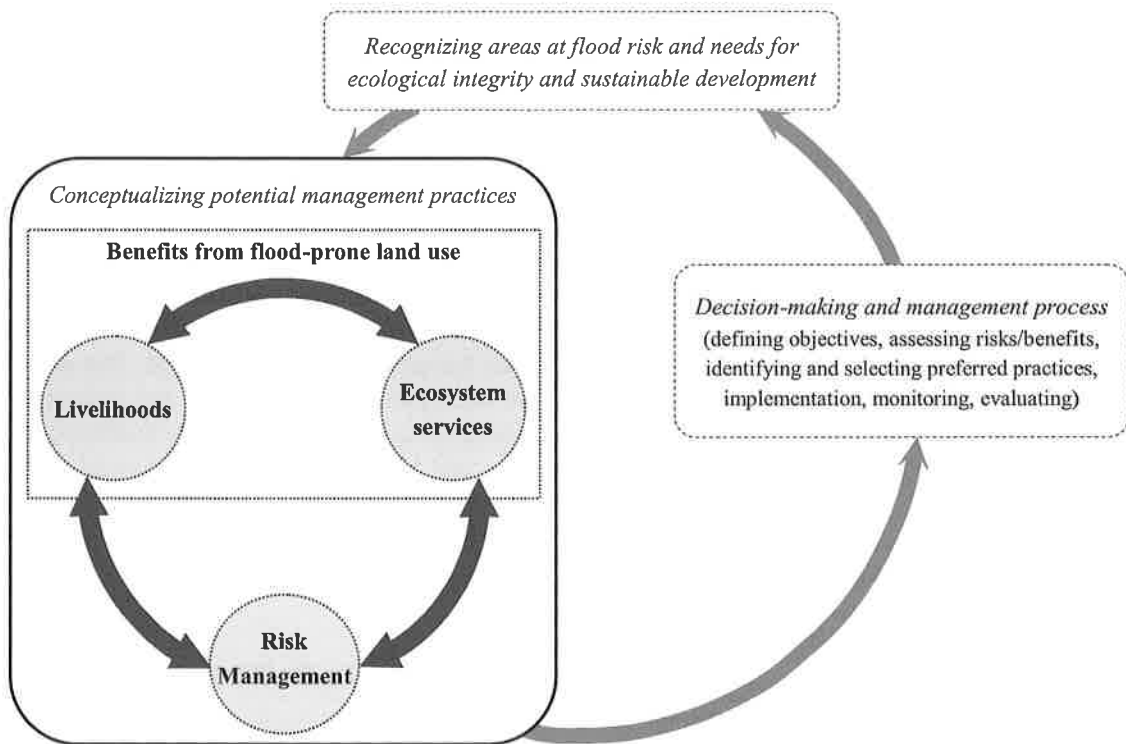 Recognizing areas at flood risk and needs for
ecological integrity and sustainable development
Conceptualizing potential management practices
Benefits from flood-prone land use
Livelihoods
Ecosystem
services
Risk
Management
Decision-making and management process
(defining objectives, assessing risks/benefits,
identifying and selecting preferred practices,
implementation, monitoring, evaluating)